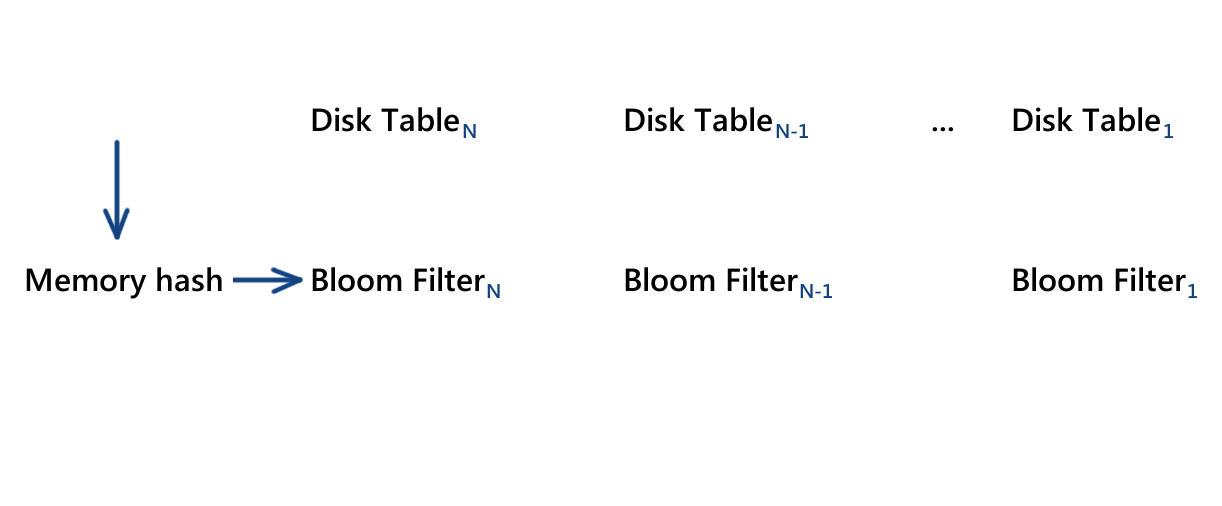 Disk TableN Disk TableN-1 ... Disk Table1
Memory hash Bloom FilterN Bloom FilterN-1 Bloom Filter1